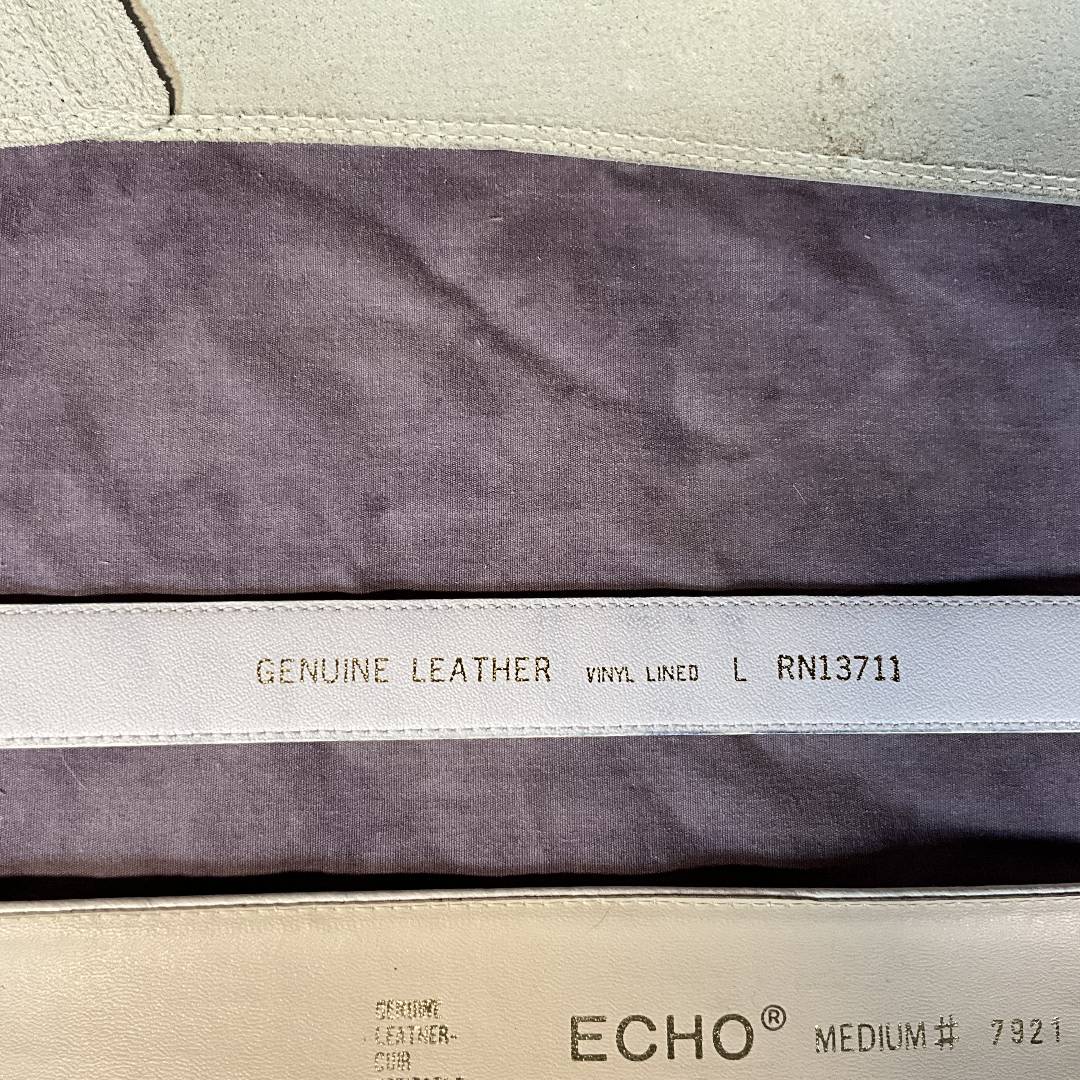 GENUINE LEATHER VINYL LINED L RN13711
GENUINE
LEATHER-
CUIR
ECHO® MEDIUM# 7921